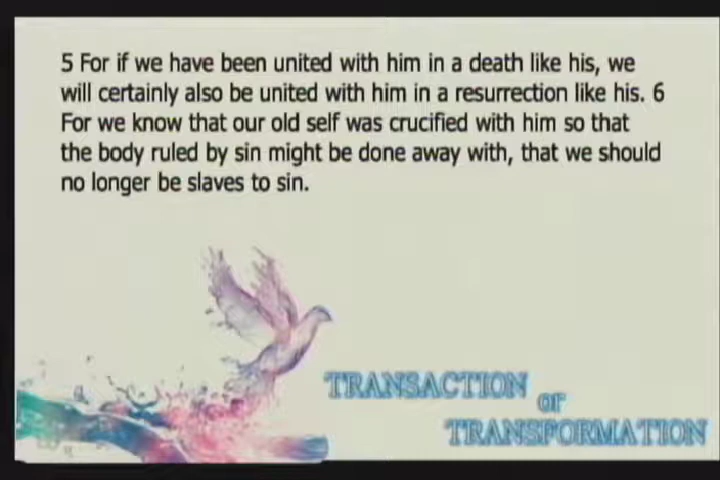 5 For if we have been united with him in a death like his, we
will certainly also be united with him in a resurrection like his. 6
For we know that our old self was crucified with him so that
the body ruled by sin might be done away with, that we should
no longer be slaves to sin.
TRANSACTION
or
TRANSFORMATION